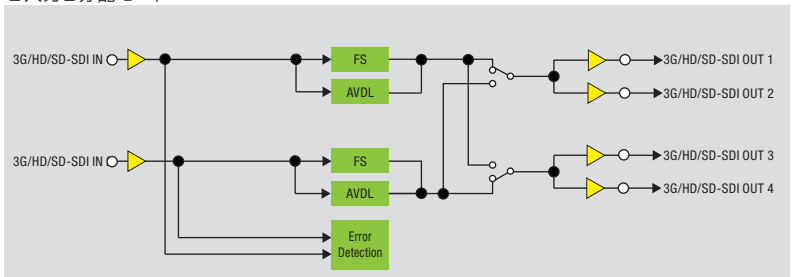 3G/HD/SD-SDI IN
FS
3G/HD/SD-SDI OUT 1
AVDL
3G/HD/SD-SDI OUT 2
3G/HD/SD-SDI IN
FS
3G/HD/SD-SDI OUT 3
AVDL
3G/HD/SD-SDI OUT 4
Error
Detection